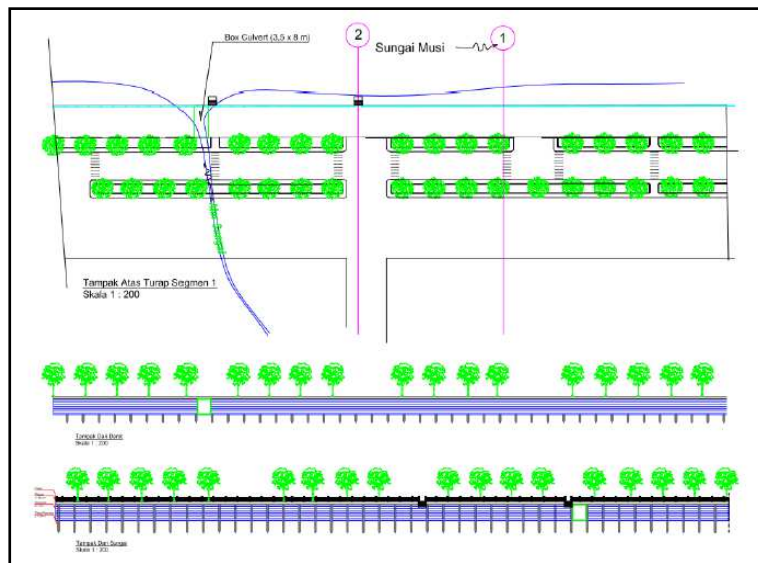 Box Culvert (3,5 x 8 m)
2
Sungai Musi
1
Tampak Atas Turap Segmen 1
Skala 1 : 200
Tampak Dari Darat
Skala 1 : 200
Tampak Dari Sungai
Skala 1 : 200